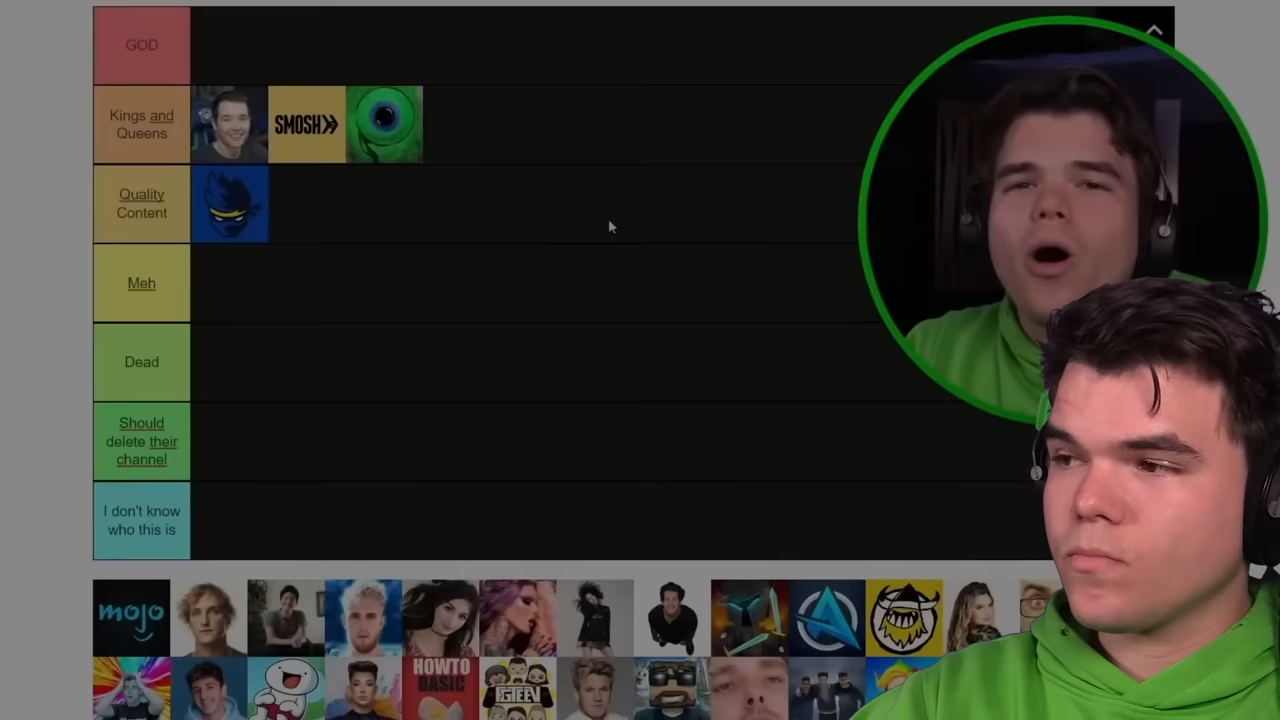 GOD
Kings and
Queens
SMOSH
Quality
Content
Meh
Dead
Should
delete their
channel
I don't know
who this is
mojo
HOWTO
BASIC
FGTEEV